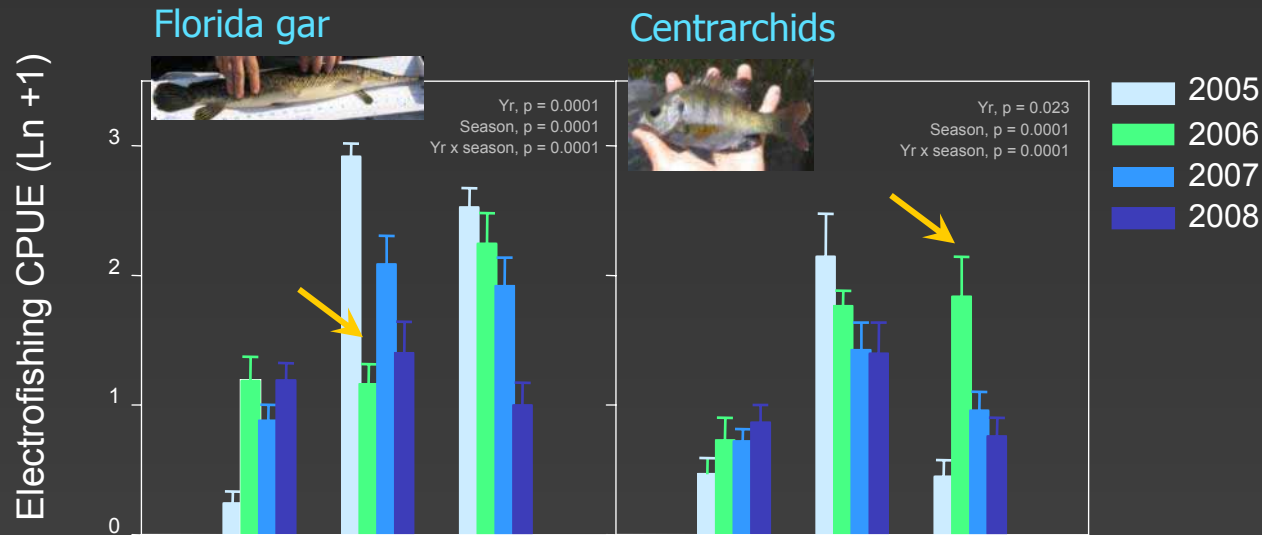 Florida gar
Centrarchids
Electrofishing CPUE (Ln +1)
3
2
1
0
Yr, p = 0.0001
Season, p = 0.0001
Yr x season, p = 0.0001
Yr, p = 0.023
Season, p = 0.0001
Yr x season, p = 0.0001
2005
2006
2007
2008